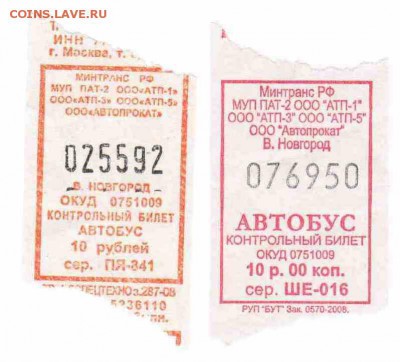 COINS.LAVE.RU
ИНН
г. Москва, т.
МИНТРАНС РФ
МУП ПАТ-2 ООО«АТП-1»
ООО«АТП-3» ООО«АТП-5»
ООО«АВТОПРОКАТ»
025592
В. НОВГОРОД
ОКУД 0751009
КОНТРОЛЬНЫЙ БИЛЕТ
АВТОБУС
10 рублей
сер. ПЯ-341
Минтранс РФ
МУП ПАТ-2 ООО "АТП-1"
ООО "АТП-3" ООО "АТП-5"
ООО "Автопрокат"
В. Новгород
076950
АВТОБУС
КОНТРОЛЬНЫЙ БИЛЕТ
ОКУД 0751009
10 р. 00 коп.
сер. ШЕ-016
РУП "БУТ" Зак. 0570-2008.